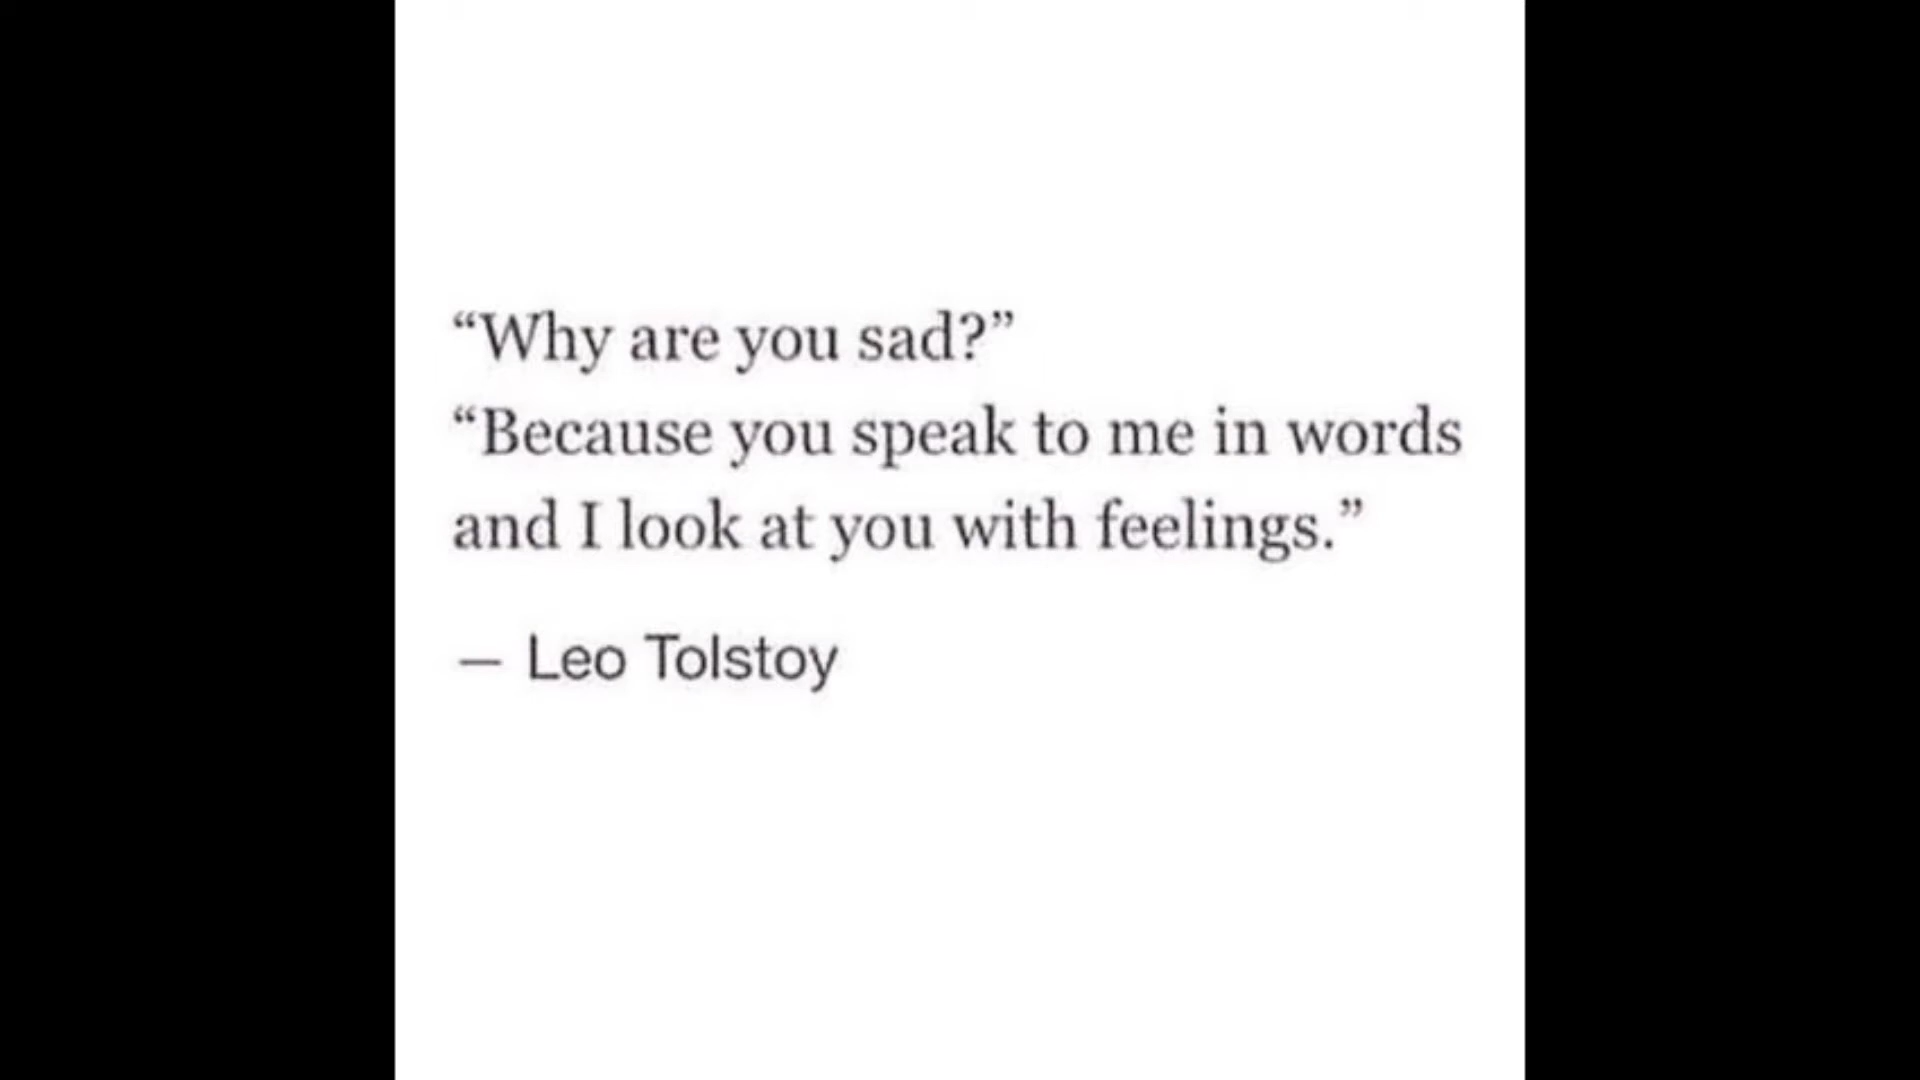 “Why are you sad?”
“Because you speak to me in words
and I look at you with feelings.”
— Leo Tolstoy